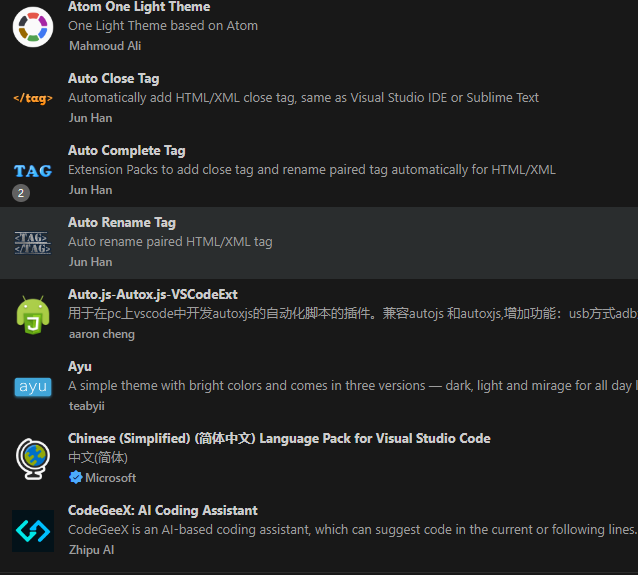 Atom One Light Theme
One Light Theme based on Atom
Mahmoud Ali
</tag>
Auto Close Tag
Automatically add HTML/XML close tag, same as Visual Studio IDE or Sublime Text
Jun Han
TAG
2
Auto Complete Tag
Extension Packs to add close tag and rename paired tag automatically for HTML/XML
Jun Han
<TAG>
</TAG>
Auto Rename Tag
Auto rename paired HTML/XML tag
Jun Han
Auto.js-Autox.js-VSCodeExt
用于在pc上vscode中开发autoxjs的自动化脚本的插件。兼容autojs 和autoxjs,增加功能：usb方式adb
aaron cheng
ayu
Ayu
A simple theme with bright colors and comes in three versions — dark, light and mirage for all day
teabyii
Chinese (Simplified) (简体中文) Language Pack for Visual Studio Code
中文(简体)
Microsoft
CodeGeeX: AI Coding Assistant
CodeGeeX is an AI-based coding assistant, which can suggest code in the current or following lines.
Zhipu AI